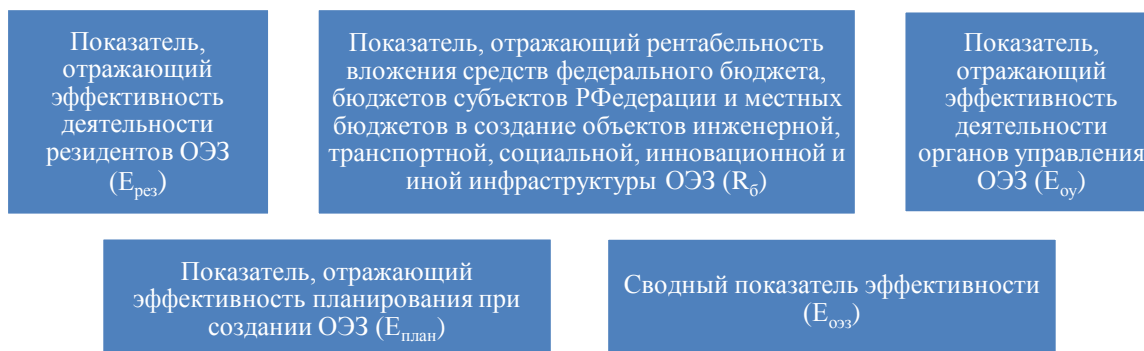 Показатель,
отражающий
эффективность
деятельности
резидентов ОЭЗ
(Eрез)
Показатель, отражающий рентабельность
вложения средств федерального бюджета,
бюджетов субъектов РФедерации и местных
бюджетов в создание объектов инженерной,
транспортной, социальной, инновационной и
иной инфраструктуры ОЭЗ (Rб)
Показатель,
отражающий
эффективность
деятельности
органов управления
ОЭЗ (Eоу)
Показатель, отражающий
эффективность планирования при
создании ОЭЗ (Eплан)
Сводный показатель эффективности
(Eоэз)